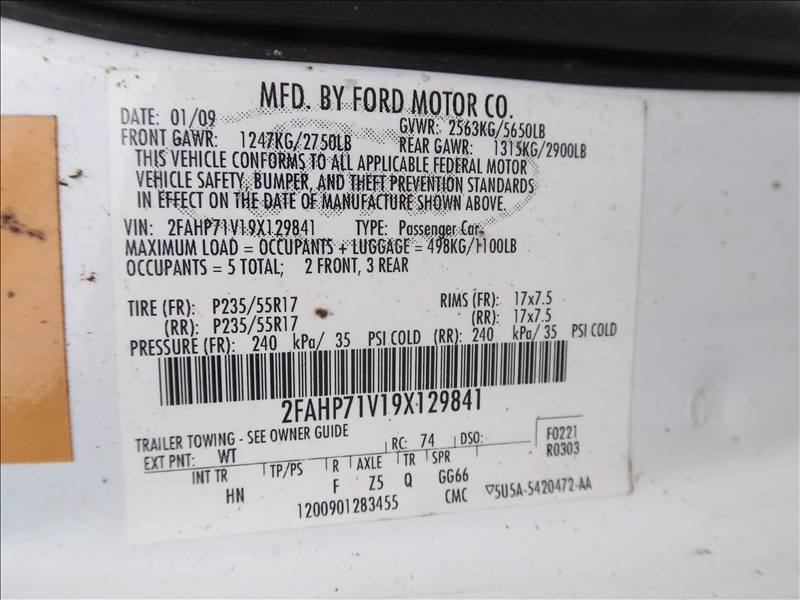 MFD. BY FORD MOTOR CO.
DATE: 01/09 GVWR: 2563KG/5650LB
FRONT GAWR: 1247KG/2750LB REAR GAWR: 1315KG/2900LB
THIS VEHICLE CONFORMS TO ALL APPLICABLE FEDERAL MOTOR
VEHICLE SAFETY, BUMPER, AND THEFT PREVENTION STANDARDS
IN EFFECT ON THE DATE OF MANUFACTURE SHOWN ABOVE.
VIN: 2FAHP71V19X129841 TYPE: Passenger Car
MAXIMUM LOAD = OCCUPANTS + LUGGAGE = 498KG/1100LB
OCCUPANTS = 5 TOTAL; 2 FRONT, 3 REAR
TIRE (FR): P235/55R17 RIMS (FR): 17x7.5
(RR): P235/55R17 (RR): 17x7.5
PRESSURE (FR): 240 kPa/ 35 PSI COLD (RR): 240 kPa/ 35 PSI COLD
2FAHP71V19X129841
TRAILER TOWING - SEE OWNER GUIDE
EXT PNT: WT RC: 74 DSO: F0221
R0303
INT TR TP/PS R AXLE TR SPR
HN F Z5 Q GG66
1200901283455 CMC ▽5U5A-5420472-AA